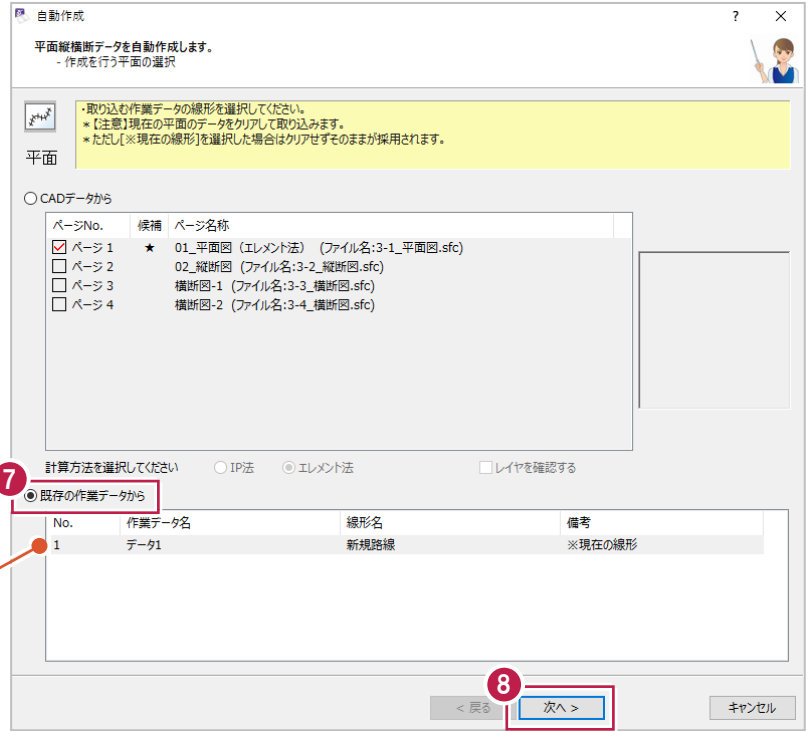 自動作成
? ×
平面縦横断データを自動作成します。
- 作成を行う平面の選択
平面
・取り込む作業データの線形を選択してください。
*【注意】現在の平面のデータをクリアして取り込みます。
*ただし[※現在の線形]を選択した場合はクリアせずそのままが採用されます。
CADデータから
ページNo. 候補 ページ名称
ページ 1 ★ 01_平面図（エレメント法） (ファイル名:3-1_平面図.sfc)
ページ 2 02_縦断図 (ファイル名:3-2_縦断図.sfc)
ページ 3 横断図-1 (ファイル名:3-3_横断図.sfc)
ページ 4 横断図-2 (ファイル名:3-4_横断図.sfc)
計算方法を選択してください IP法 エレメント法 レイヤを確認する
7
既存の作業データから
No. 作業データ名 線形名 備考
1 データ1 新規路線 ※現在の線形
8
< 戻る 次へ > キャンセル